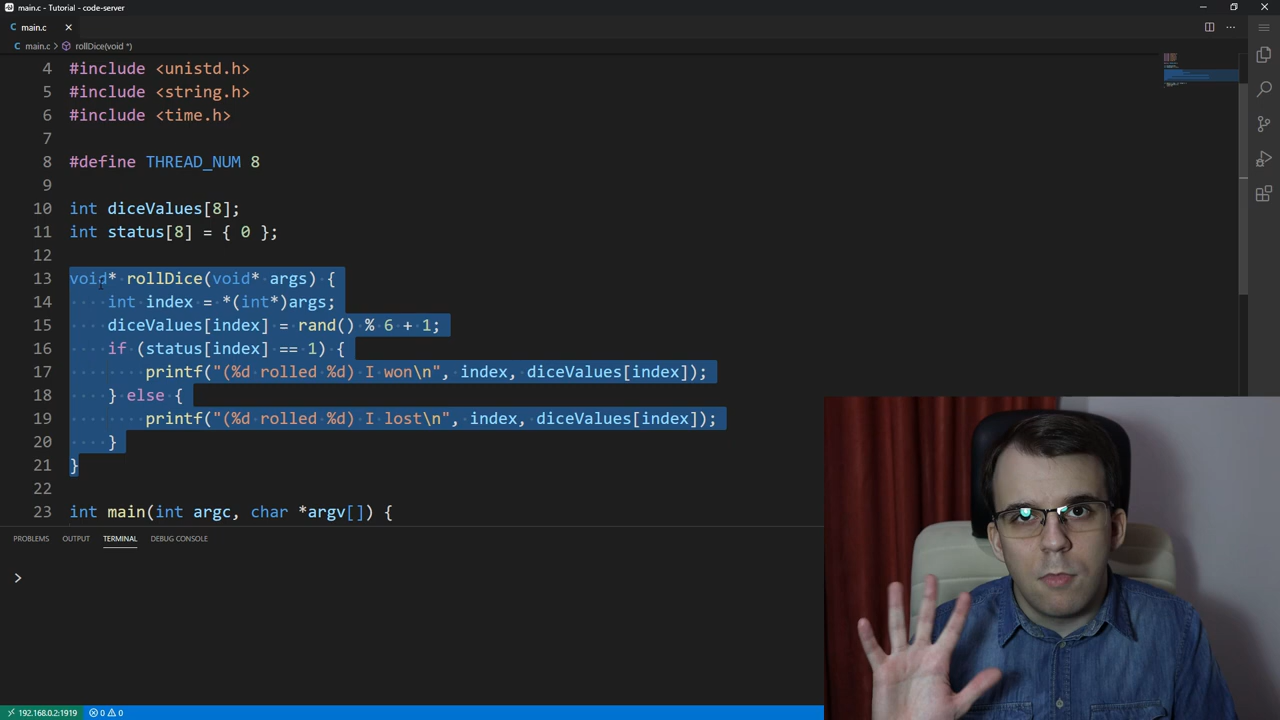 main.c - Tutorial - code-server
main.c
main.c > rollDice(void *)
4 #include <unistd.h>
5 #include <string.h>
6 #include <time.h>
7
8 #define THREAD_NUM 8
9
10 int diceValues[8];
11 int status[8] = { 0 };
12
13 void* rollDice(void* args) {
14 int index = *(int*)args;
15 diceValues[index] = rand() % 6 + 1;
16 if (status[index] == 1) {
17 printf("(%d rolled %d) I won\n", index, diceValues[index]);
18 } else {
19 printf("(%d rolled %d) I lost\n", index, diceValues[index]);
20 }
21 }
22
23 int main(int argc, char *argv[]) {
PROBLEMS OUTPUT TERMINAL DEBUG CONSOLE
>
192.168.0.2:1919 0 0